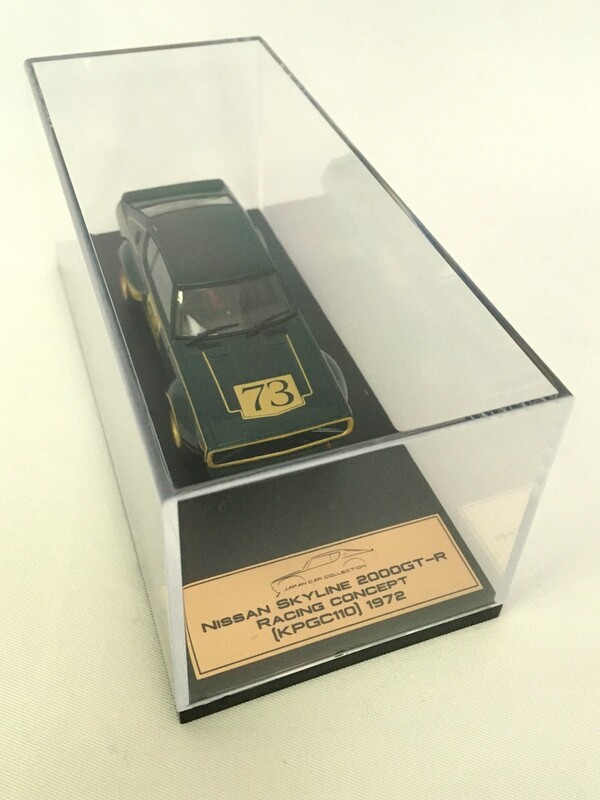 73
JAPAN CAR COLLECTION
NISSAN SKYLINE 2000GT-R
RACING CONCEPT
(KPGC110) 1972